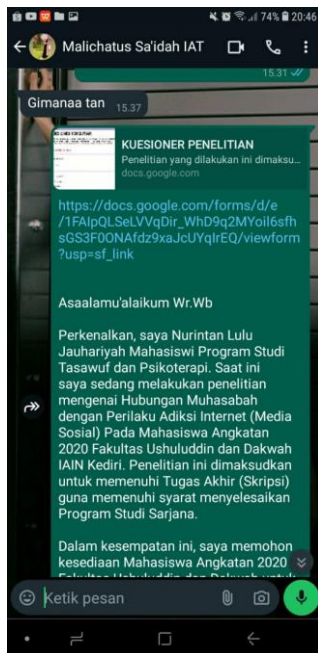 74% 20:46
Malichatus Sa'idah IAT
15.31
Gimanaa tan 15.37
KUESIONER PENELITIAN
Penelitian yang dilakukan ini dimaksu...
docs.google.com
https://docs.google.com/forms/d/e
/1FAIpQLSeLVVqDir_WhD9q2MYoil6sfh
sGS3F0ONAfdz9xaJcUYqIrEQ/viewform
?usp=sf_link
Asaalamu'alaikum Wr.Wb
Perkenalkan, saya Nurintan Lulu
Jauhariyah Mahasiswi Program Studi
Tasawuf dan Psikoterapi. Saat ini
saya sedang melakukan penelitian
mengenai Hubungan Muhasabah
dengan Perilaku Adiksi Internet (Media
Sosial) Pada Mahasiswa Angkatan
2020 Fakultas Ushuluddin dan Dakwah
IAIN Kediri. Penelitian ini dimaksudkan
untuk memenuhi Tugas Akhir (Skripsi)
guna memenuhi syarat menyelesaikan
Program Studi Sarjana.
Dalam kesempatan ini, saya memohon
kesediaan Mahasiswa Angkatan 2020
Fakultas Ushuluddin dan Dakwah untuk
Ketik pesan